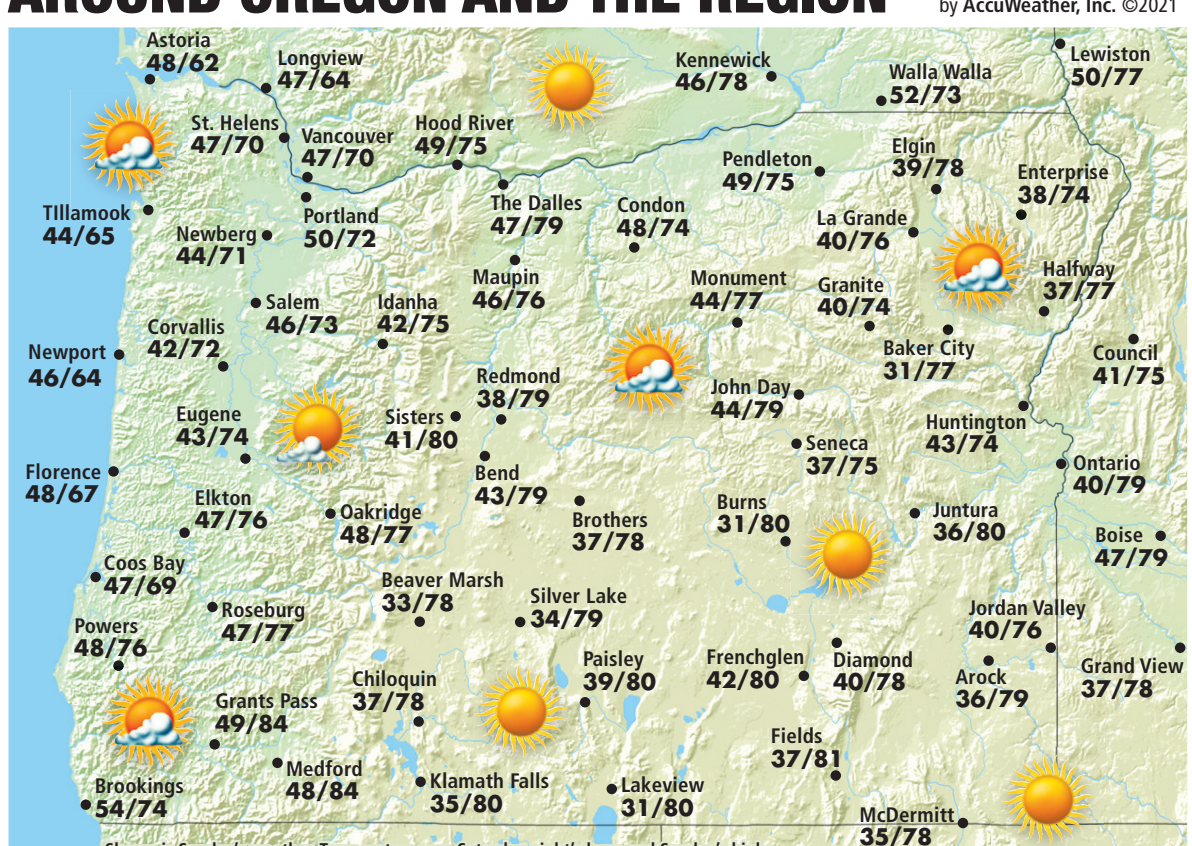 AROUND OREGON AND THE REGION
by AccuWeather, Inc. ©2021
Astoria
48/62
Longview
47/64
Kennewick
46/78
Lewiston
50/77
Walla Walla
52/73
St. Helens
47/70
Vancouver
47/70
Hood River
49/75
Pendleton
49/75
Elgin
39/78
Enterprise
38/74
TIllamook
44/65
Portland
50/72
The Dalles
47/79
Condon
48/74
La Grande
40/76
Newberg
44/71
Maupin
46/76
Monument
44/77
Granite
40/74
Halfway
37/77
Salem
46/73
Idanha
42/75
Corvallis
42/72
Newport
46/64
Baker City
31/77
Council
41/75
Redmond
38/79
John Day
44/79
Eugene
43/74
Sisters
41/80
Huntington
43/74
Seneca
37/75
Florence
48/67
Bend
43/79
Ontario
40/79
Elkton
47/76
Oakridge
48/77
Brothers
37/78
Burns
31/80
Juntura
36/80
Boise
47/79
Coos Bay
47/69
Beaver Marsh
33/78
Silver Lake
34/79
Roseburg
47/77
Jordan Valley
40/76
Powers
48/76
Paisley
39/80
Frenchglen
42/80
Diamond
40/78
Arock
36/79
Grand View
37/78
Chiloquin
37/78
Grants Pass
49/84
Fields
37/81
Medford
48/84
Klamath Falls
35/80
Lakeview
31/80
Brookings
54/74
McDermitt
35/78